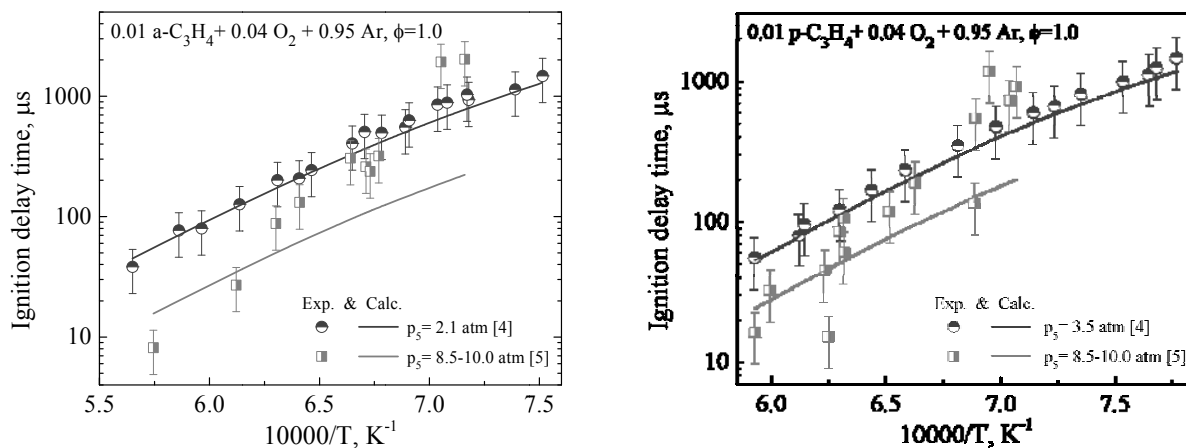 0.01 a-C₃H₄+ 0.04 O₂ + 0.95 Ar, ϕ=1.0
Ignition delay time, μs
1000
100
10
Exp. & Calc.
p₅= 2.1 atm [4]
p₅= 8.5-10.0 atm [5]
5.5 6.0 6.5 7.0 7.5
10000/T, K⁻¹
0.01 p-C₃H₄+ 0.04 O₂ + 0.95 Ar, ϕ=1.0
Ignition delay time, μs
1000
100
10
Exp. & Calc.
p₅= 3.5 atm [4]
p₅= 8.5-10.0 atm [5]
6.0 6.5 7.0 7.5
10000/T, K⁻¹